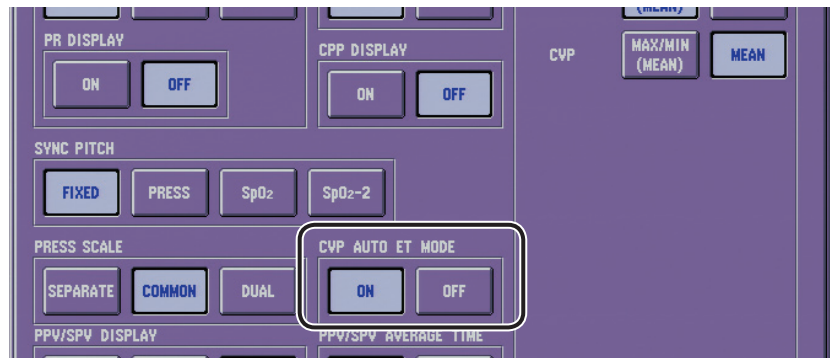 (MEAN)
PR DISPLAY
ON OFF
CPP DISPLAY
ON OFF
CVP
MAX/MIN
(MEAN)
MEAN
SYNC PITCH
FIXED PRESS SpO₂ SpO₂-2
PRESS SCALE
SEPARATE COMMON DUAL
CVP AUTO ET MODE
ON OFF
PPV/SPV DISPLAY
PPV/SPV AVERAGE TIME